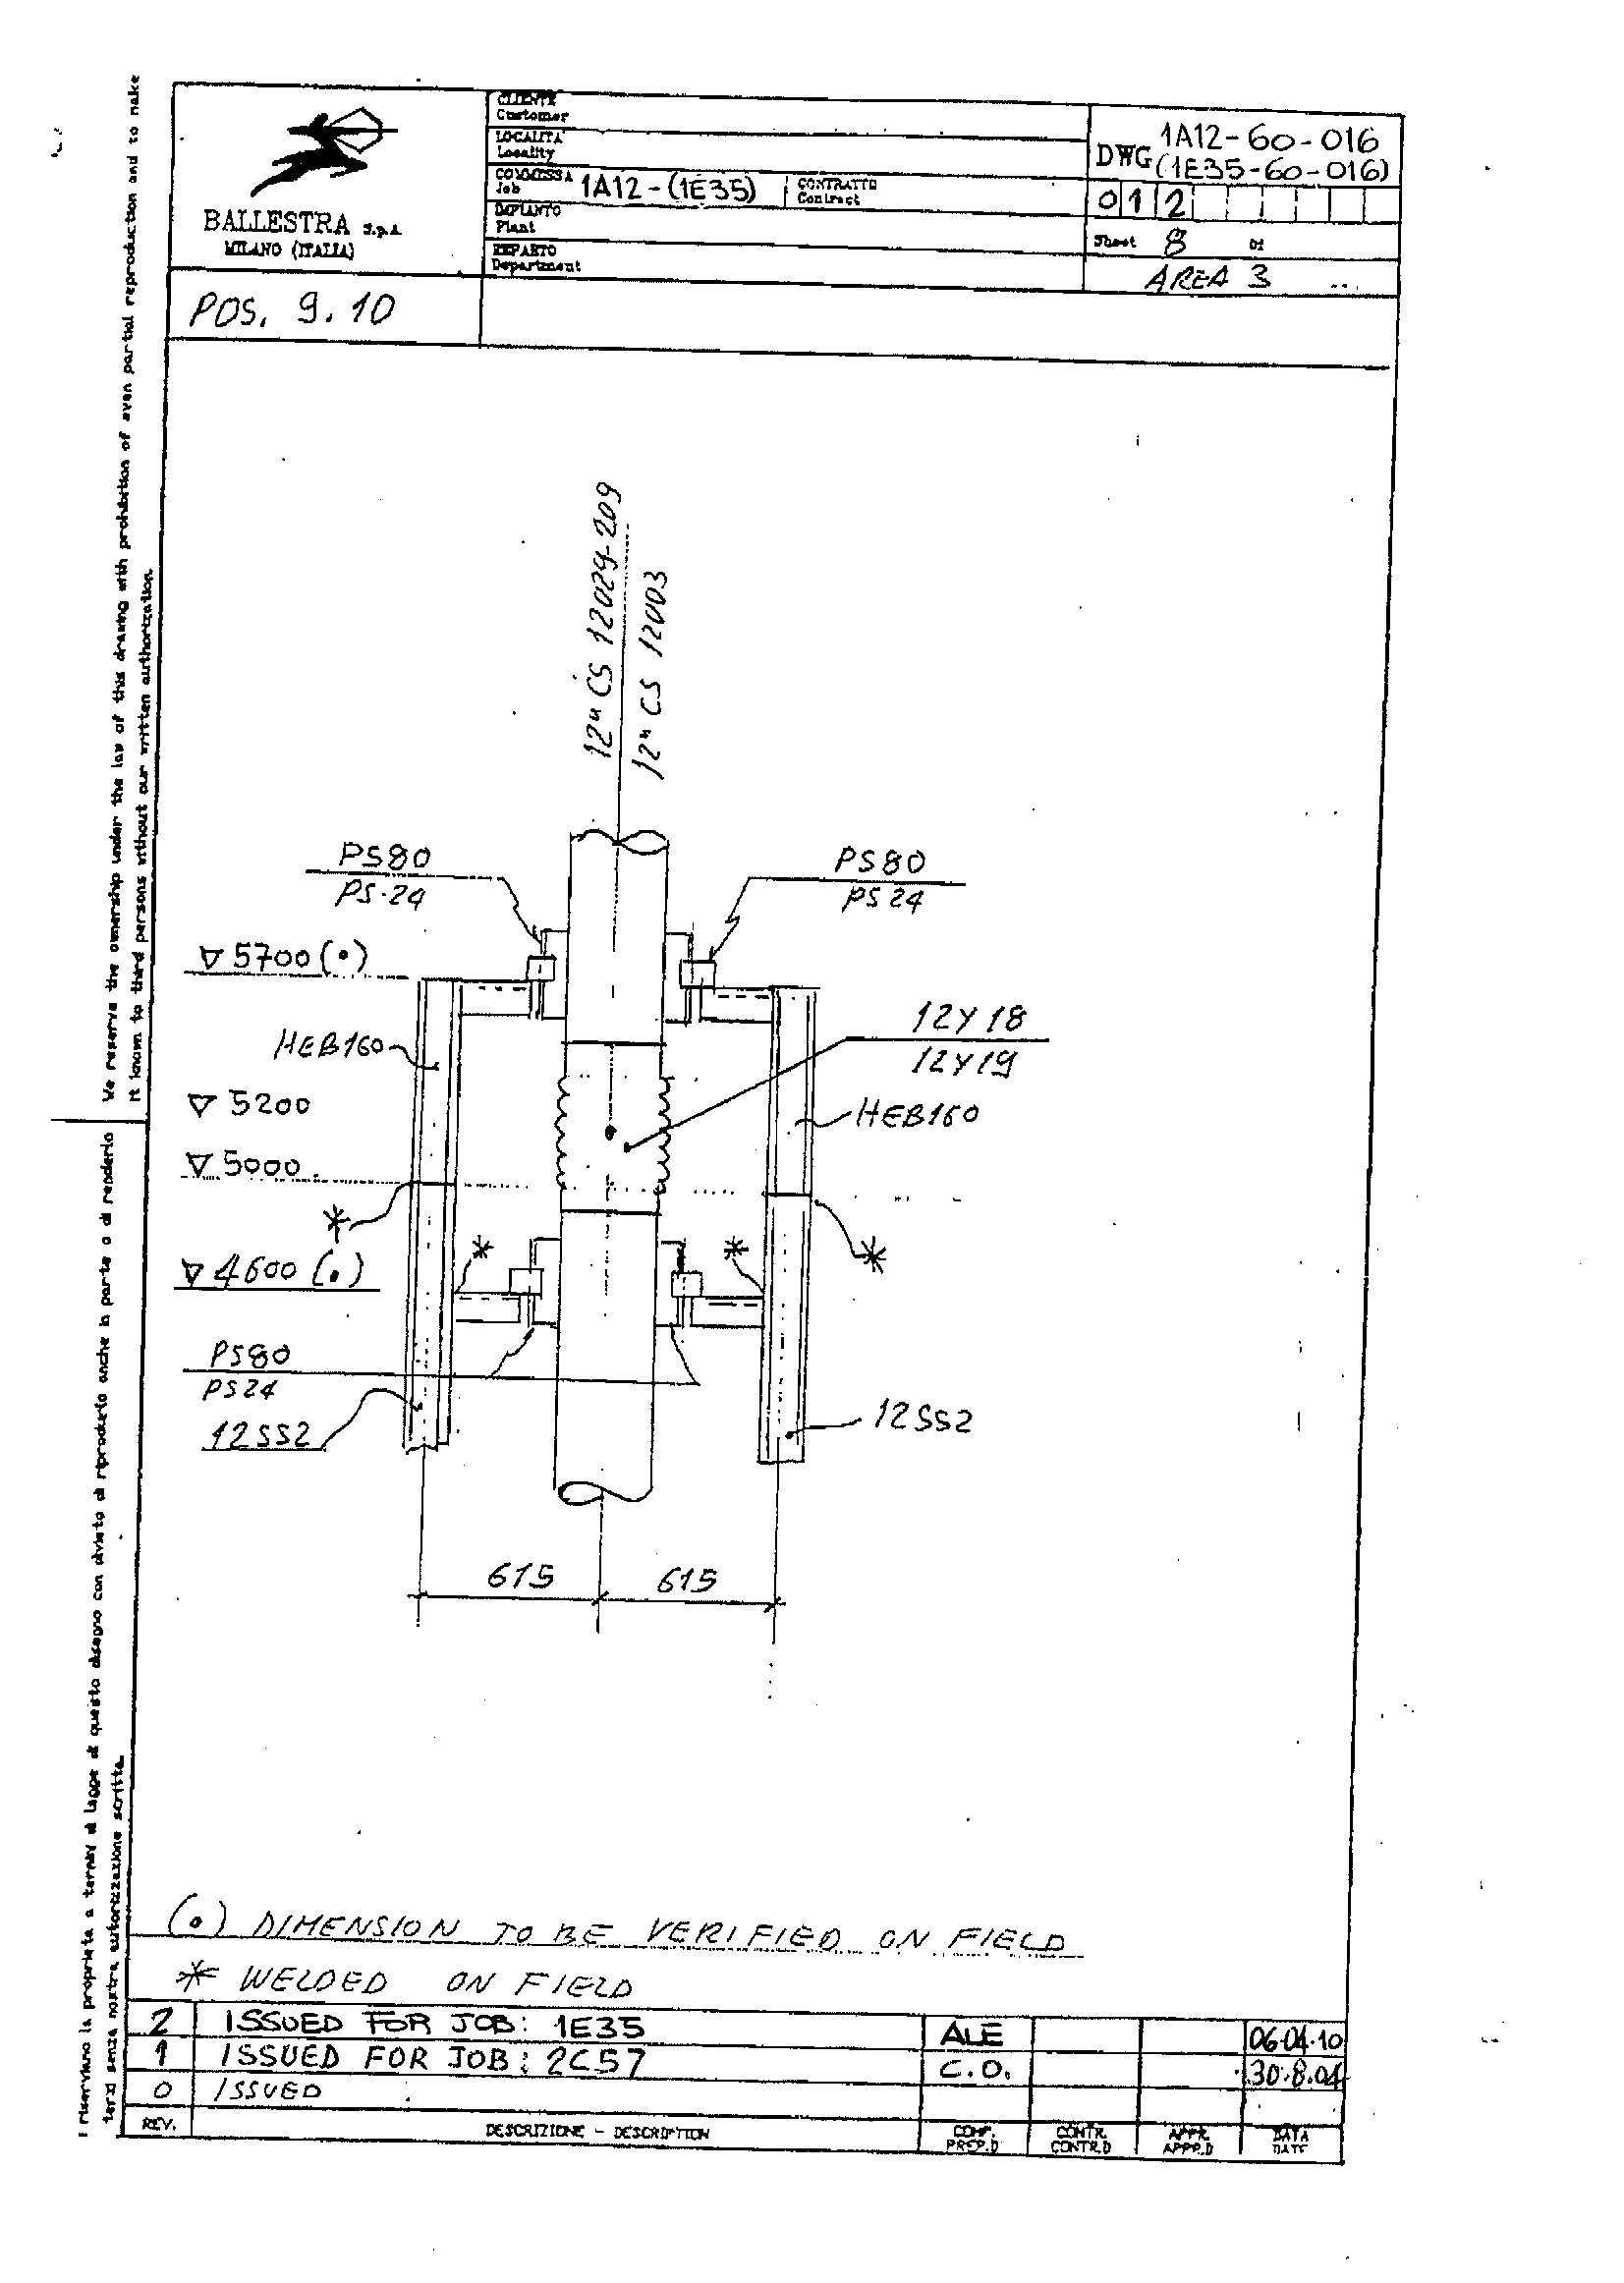 BALLESTRA S.p.A.
MILANO (ITALIA)
CLIENTE
Customer
LOCALITA'
Locality
COMMESSA
Job
1A12-(1E35)
CONTRATTO
Contract
IMPIANTO
Plant
REPARTO
Department
DWG 1A12-60-016
(1E35-60-016)
0 1 2
Sheet 8 of
AREA 3
POS. 9.10
12" CS 12029-209
12" CS 12003
PS80
PS-24
PS80
PS24
▽ 5700 (•)
HEB160
12Y18
12Y19
▽ 5200
HEB160
▽ 5000
*
*
*
*
▽ 4600 (•)
PS80
PS24
12SS2
12SS2
615
615
(•) DIMENSION TO BE VERIFIED ON FIELD
* WELDED ON FIELD
2 ISSUED FOR JOB: 1E35 ALE 06.04.10
1 ISSUED FOR JOB: 2C57 C.O. 30.8.04
0 ISSUED
REV. DESCRIZIONE - DESCRIPTION
COMP. PREP.D
CONTR. CONTR.D
APPR. APPR.D
DATA DATE
We reserve the ownership under the law of this drawing with prohibition of even partial reproduction and to make
it known to third persons without our written authorization.
riserviamo la proprieta a termini di legge di questo disegno con divieto di riprodurlo anche in parte o di renderlo
terzi senza nostra autorizzazione scritta.